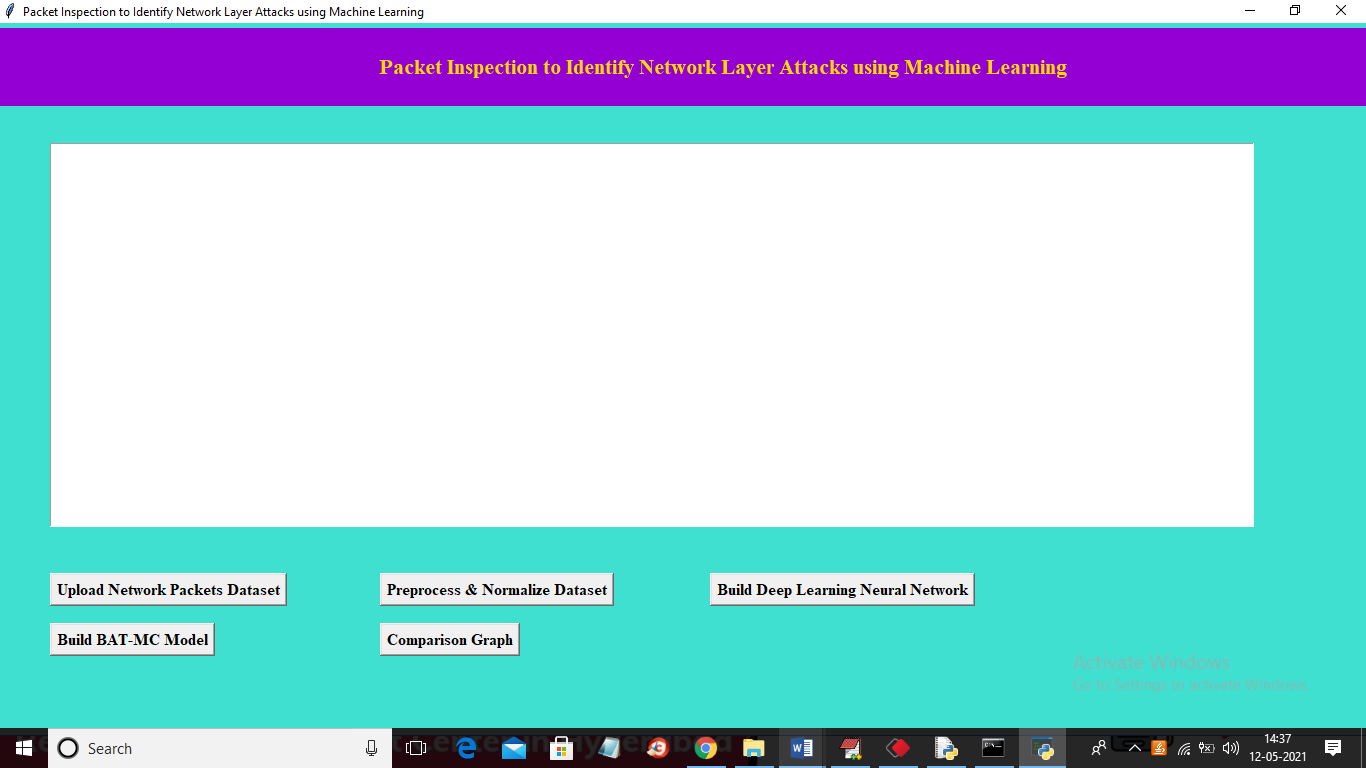 Packet Inspection to Identify Network Layer Attacks using Machine Learning
Packet Inspection to Identify Network Layer Attacks using Machine Learning
Upload Network Packets Dataset
Preprocess & Normalize Dataset
Build Deep Learning Neural Network
Build BAT-MC Model
Comparison Graph
Activate Windows
Go to Settings to activate Windows.
Search
14:37
12-05-2021